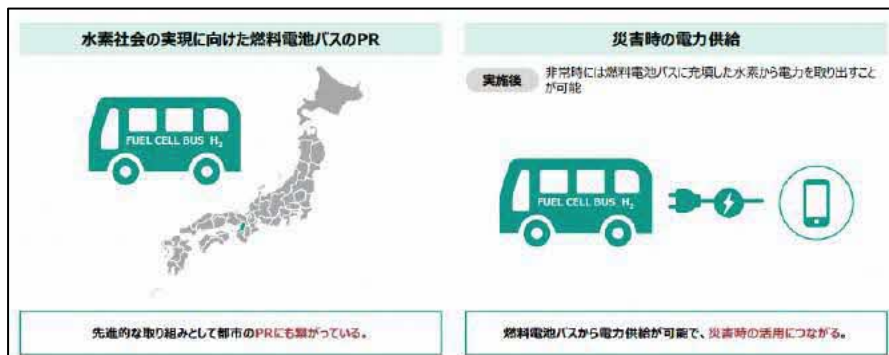 水素社会の実現に向けた燃料電池バスのPR
FUEL CELL BUS H₂
先進的な取り組みとして都市のPRにも繋がっている。
災害時の電力供給
実施後
非常時には燃料電池バスに充填した水素から電力を取り出すこと
が可能
FUEL CELL BUS H₂
燃料電池バスから電力供給が可能で、災害時の活用につながる。